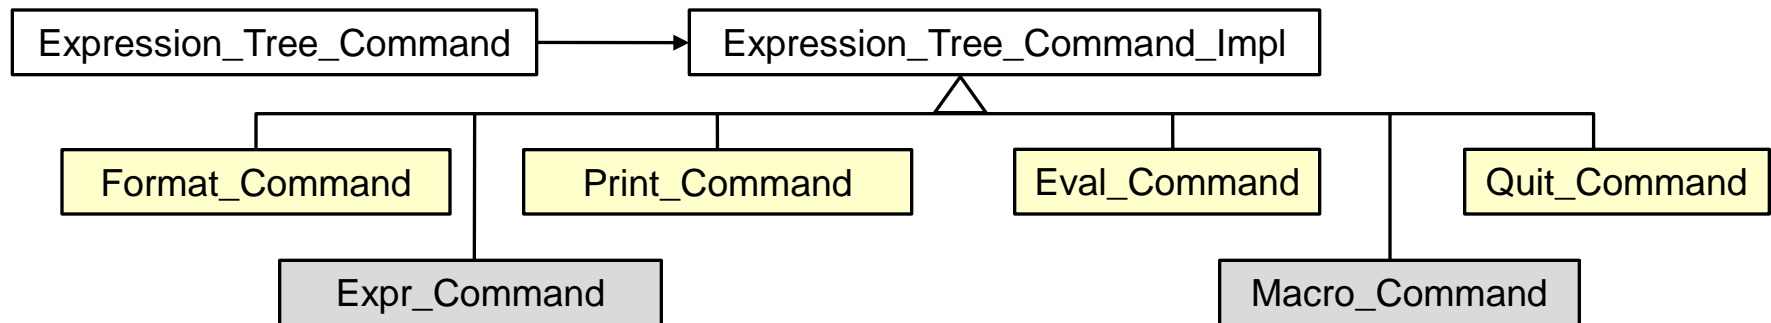 Expression_Tree_Command
Expression_Tree_Command_Impl
Format_Command
Print_Command
Eval_Command
Quit_Command
Expr_Command
Macro_Command